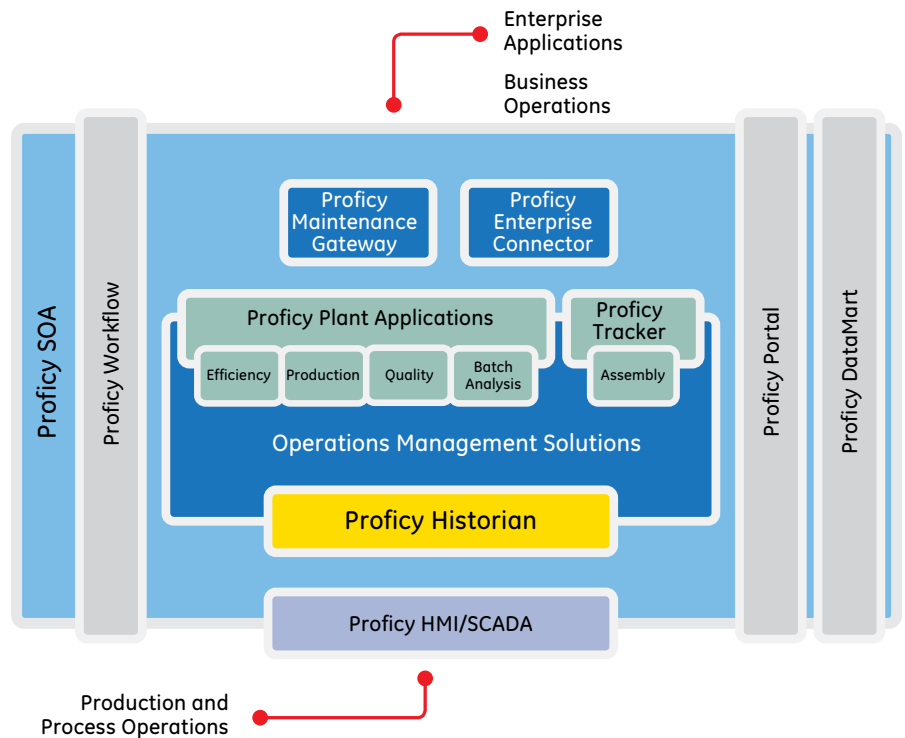 Enterprise
Applications
Business
Operations
Proficy SOA
Proficy Workflow
Proficy
Maintenance
Gateway
Proficy
Enterprise
Connector
Proficy Plant Applications
Efficiency
Production
Quality
Batch
Analysis
Proficy
Tracker
Assembly
Operations Management Solutions
Proficy Historian
Proficy HMI/SCADA
Proficy Portal
Proficy DataMart
Production and
Process Operations